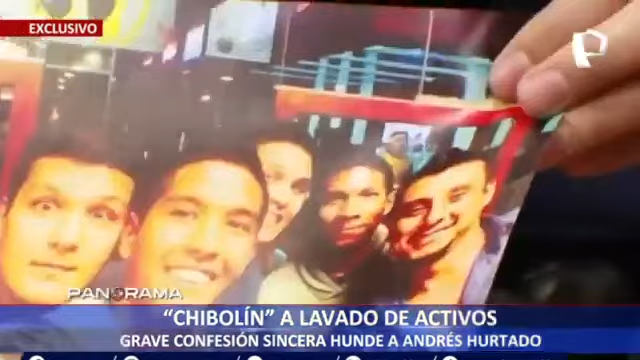 EXCLUSIVO
PANORAMA
"CHIBOLÍN" A LAVADO DE ACTIVOS
GRAVE CONFESIÓN SINCERA HUNDE A ANDRÉS HURTADO